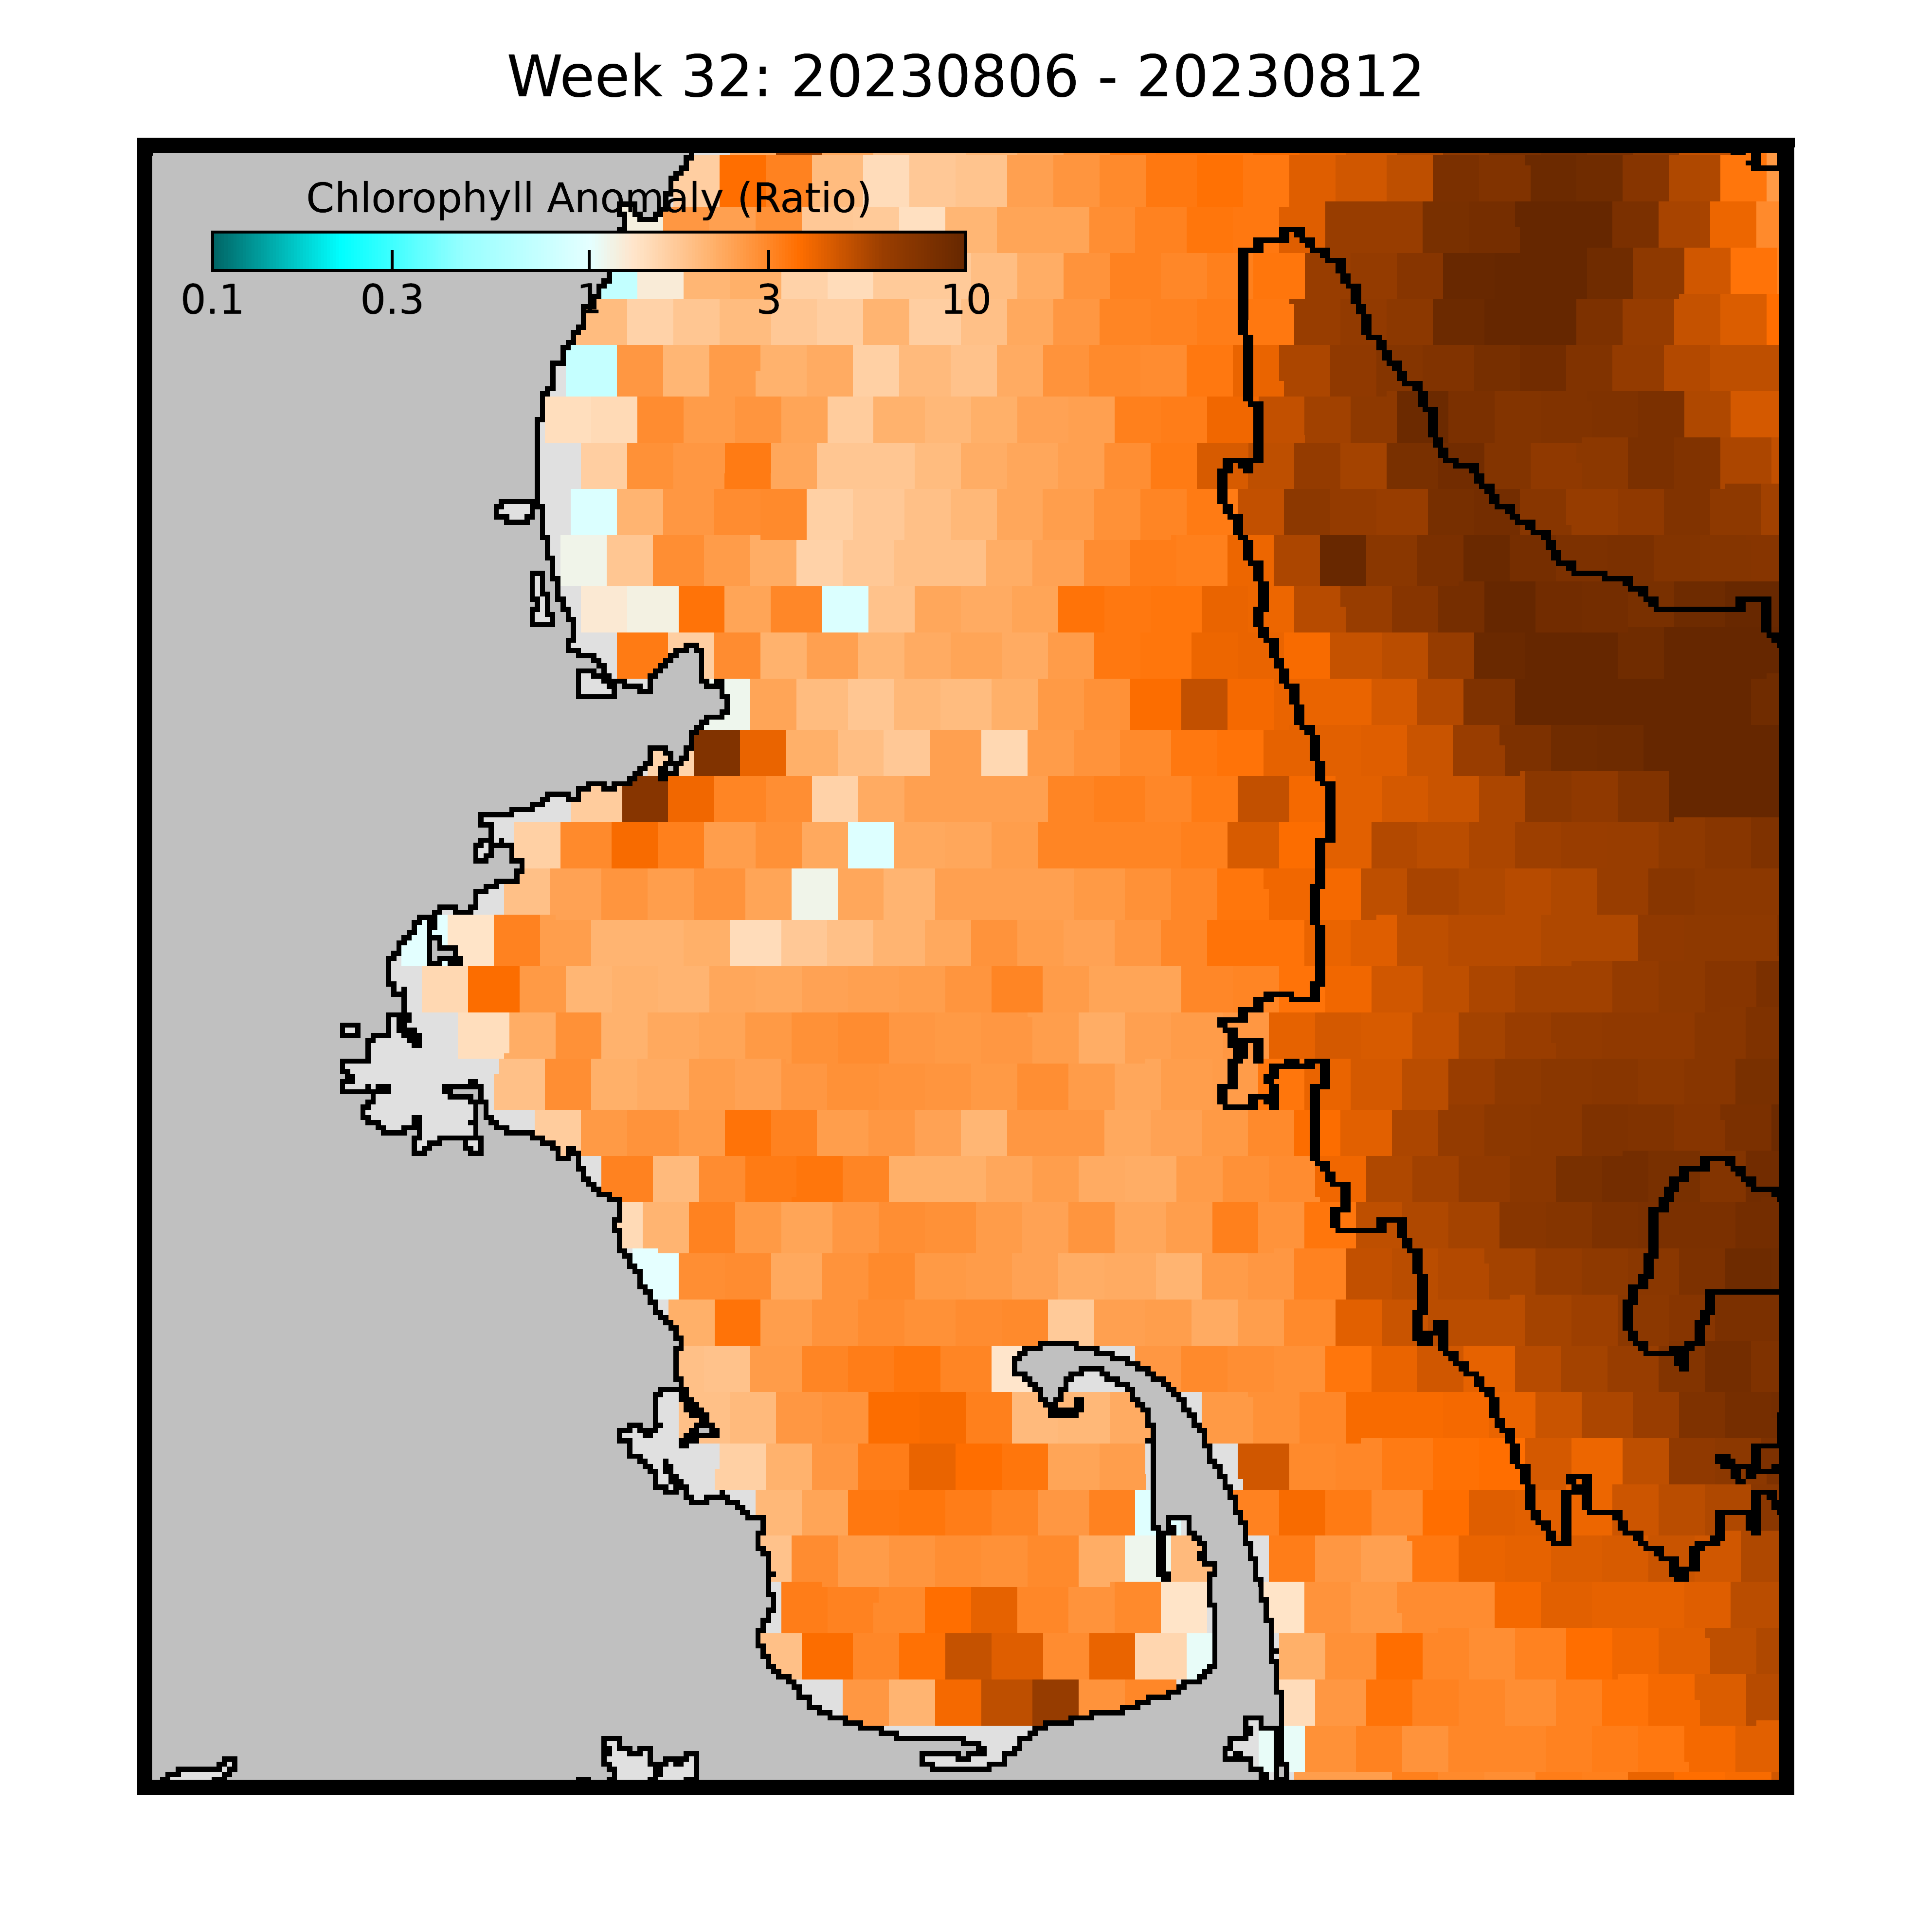 Week 32: 20230806 - 20230812
Chlorophyll Anomaly (Ratio)
0.1 0.3 1 3 10